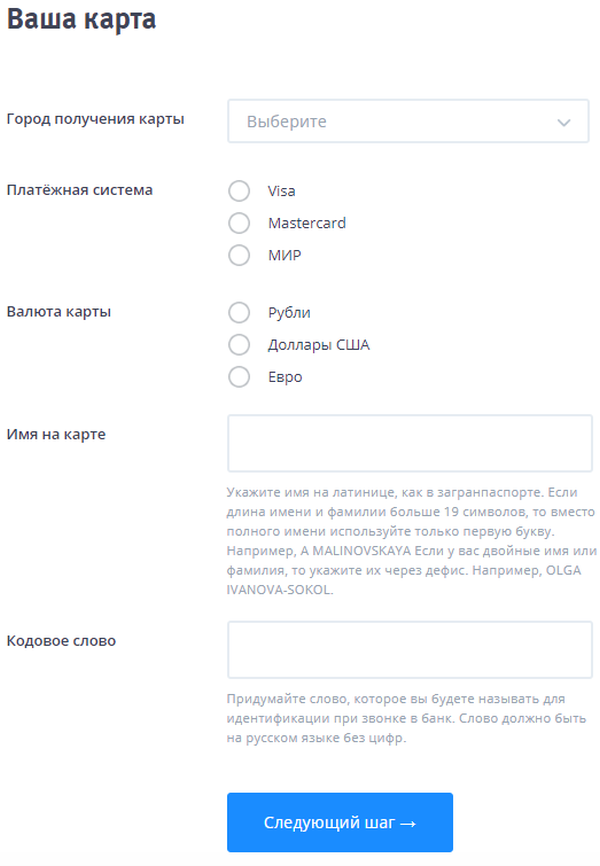 Ваша карта
Город получения карты
Выберите
Платёжная система
Visa
Mastercard
МИР
Валюта карты
Рубли
Доллары США
Евро
Имя на карте
Укажите имя на латинице, как в загранпаспорте. Если
длина имени и фамилии больше 19 символов, то вместо
полного имени используйте только первую букву.
Например, A MALINOVSKAYA Если у вас двойные имя или
фамилия, то укажите их через дефис. Например, OLGA
IVANOVA-SOKOL.
Кодовое слово
Придумайте слово, которое вы будете называть для
идентификации при звонке в банк. Слово должно быть
на русском языке без цифр.
Следующий шаг →